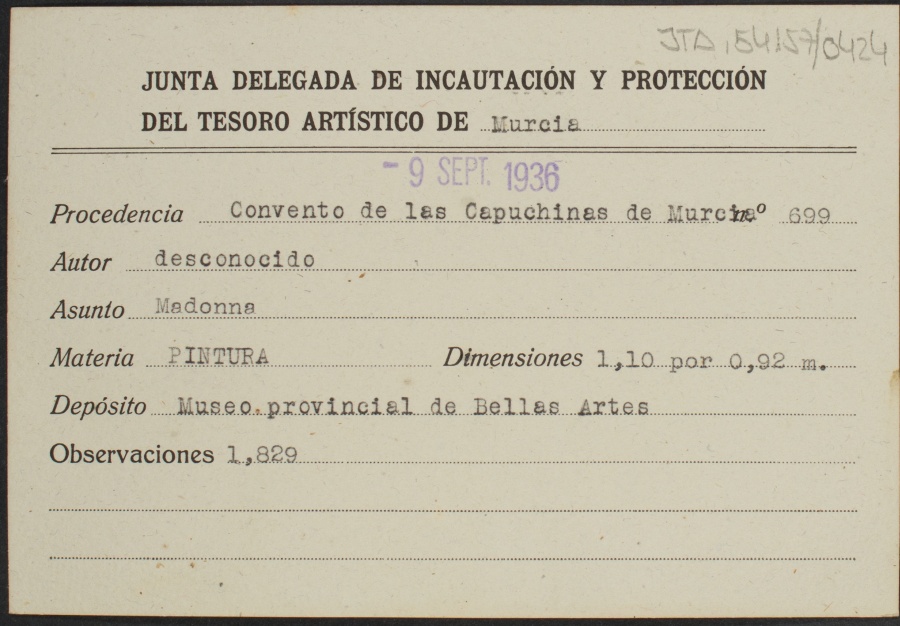 JTA, 54157/0424
JUNTA DELEGADA DE INCAUTACIÓN Y PROTECCIÓN
DEL TESORO ARTÍSTICO DE Murcia
- 9 SEPT. 1936
Procedencia Convento de las Capuchinas de Murcia nº 699
Autor desconocido
Asunto Madonna
Materia PINTURA Dimensiones 1,10 por 0,92 m.
Depósito Museo provincial de Bellas Artes
Observaciones 1,829